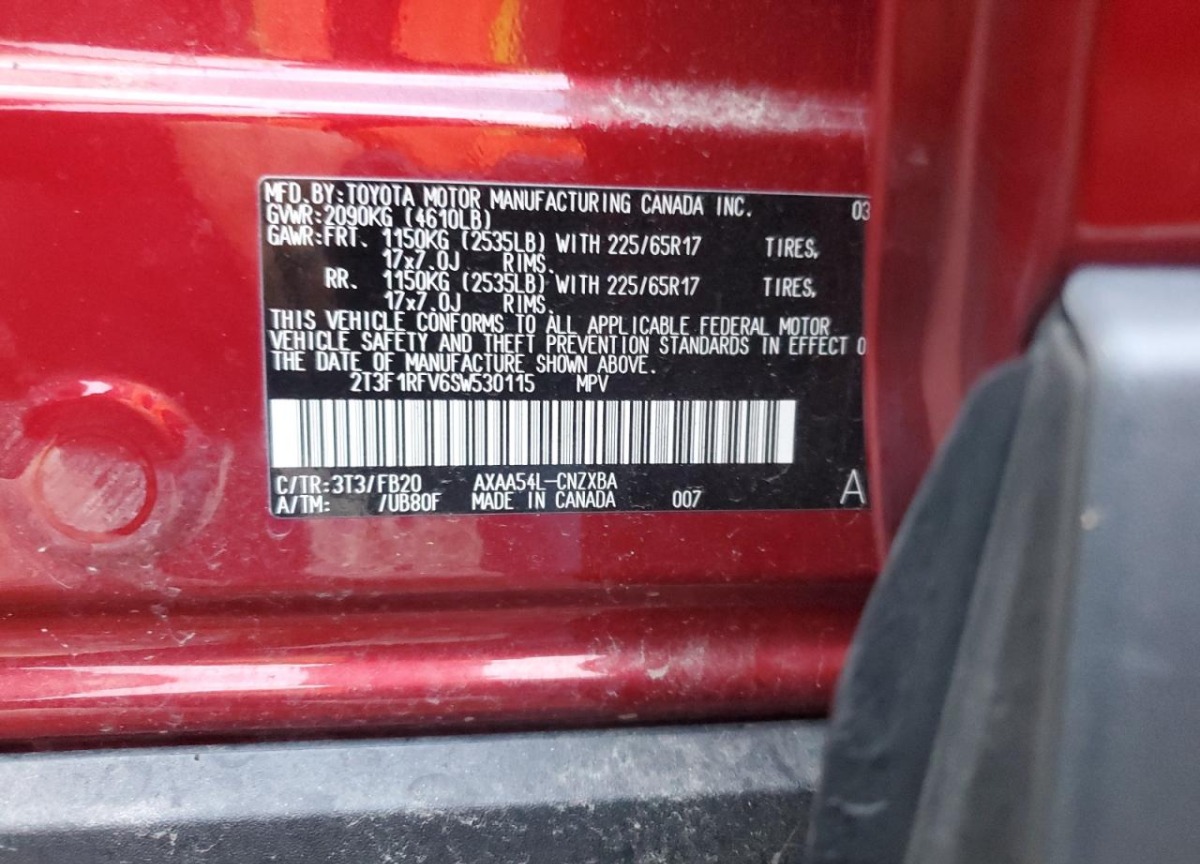 MFD. BY: TOYOTA MOTOR MANUFACTURING CANADA INC. 03
GVWR: 2090KG (4610LB)
GAWR: FRT. 1150KG (2535LB) WITH 225/65R17 TIRES,
17x7.0J RIMS.
RR. 1150KG (2535LB) WITH 225/65R17 TIRES,
17x7.0J RIMS.
THIS VEHICLE CONFORMS TO ALL APPLICABLE FEDERAL MOTOR
VEHICLE SAFETY AND THEFT PREVENTION STANDARDS IN EFFECT
THE DATE OF MANUFACTURE SHOWN ABOVE.
2T3F1RFV6SW530115 MPV
C/TR: 3T3/FB20 AXAA54L-CNZXBA
A/TM: /UB80F MADE IN CANADA 007 A